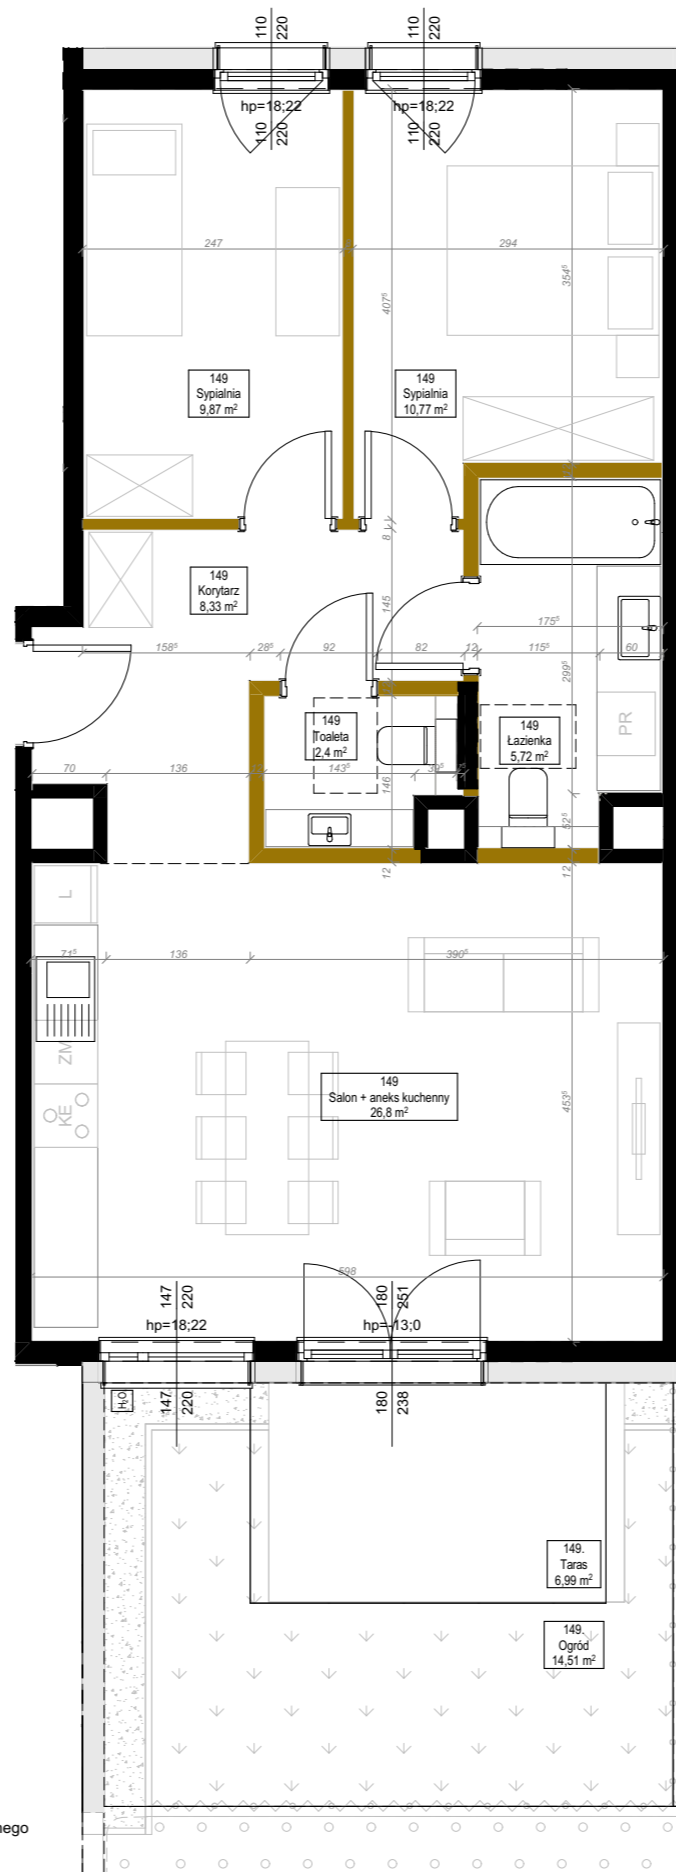 110
220
110
220
hp=18;22
hp=18;22
110
220
110
220
247
294
354⁵
407⁵
149
Sypialnia
9,87 m²
149
Sypialnia
10,77 m²
8
149
Korytarz
8,33 m²
145
175⁵
158⁵
28⁵
92
82
12
115⁵
60
299⁵
149
Toaleta
2,4 m²
149
Łazienka
5,72 m²
PR
70
136
143⁵
39⁵
146
52⁵
12
12
L
71⁵
136
390⁵
ZM
KE
149
Salon + aneks kuchenny
26,8 m²
453⁵
598
147
220
180
251
hp=18;22
hp=-13;0
H₂O
147
220
180
238
149.
Taras
6,99 m²
149.
Ogród
14,51 m²
nego